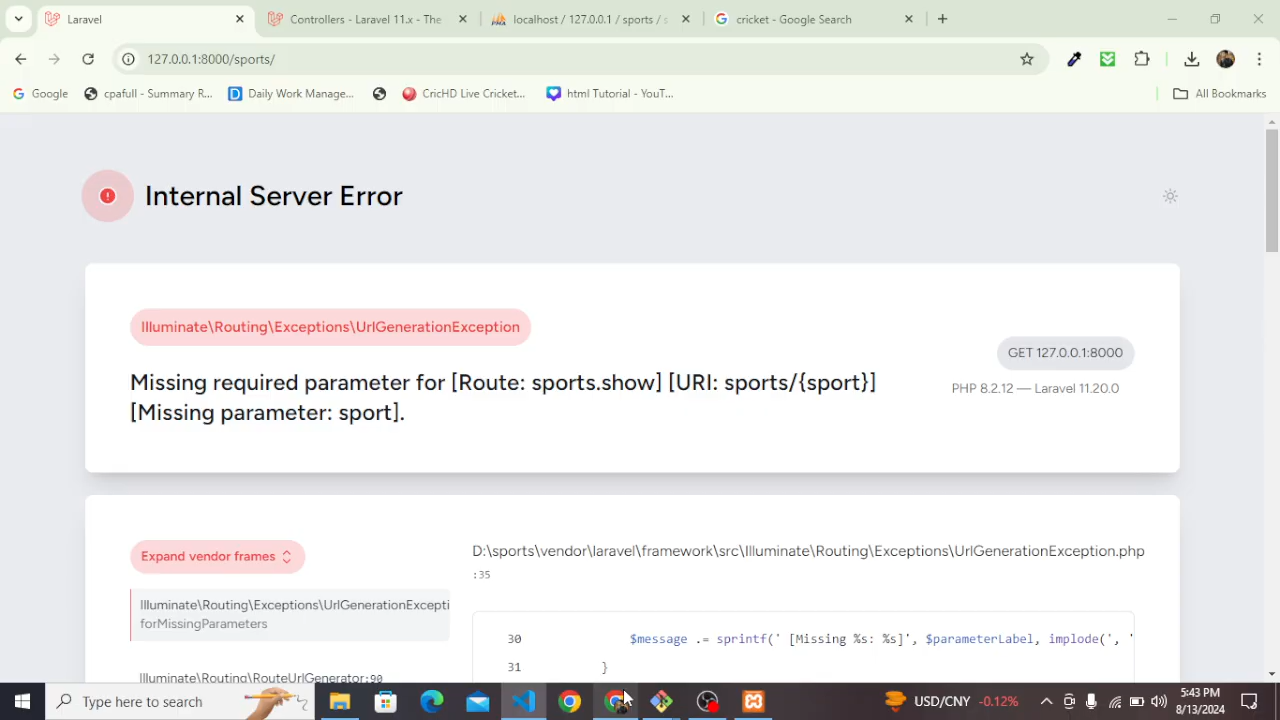 Laravel
Controllers - Laravel 11.x - The
localhost / 127.0.0.1 / sports / s
cricket - Google Search
127.0.0.1:8000/sports/
Google
cpafull - Summary R...
Daily Work Manage...
CricHD Live Cricket...
html Tutorial - YouT...
All Bookmarks
Internal Server Error
Illuminate\Routing\Exceptions\UrlGenerationException
GET 127.0.0.1:8000
Missing required parameter for [Route: sports.show] [URI: sports/{sport}]
[Missing parameter: sport].
PHP 8.2.12 — Laravel 11.20.0
Expand vendor frames
D:\sports\vendor\laravel\framework\src\Illuminate\Routing\Exceptions\UrlGenerationException.php
:35
Illuminate\Routing\Exceptions\UrlGenerationExcepti
forMissingParameters
Illuminate\Routing\RouteUrlGenerator:90
30 $message .= sprintf(' [Missing %s: %s]', $parameterLabel, implode(', '
31 }
Type here to search
USD/CNY -0.12%
5:43 PM
8/13/2024